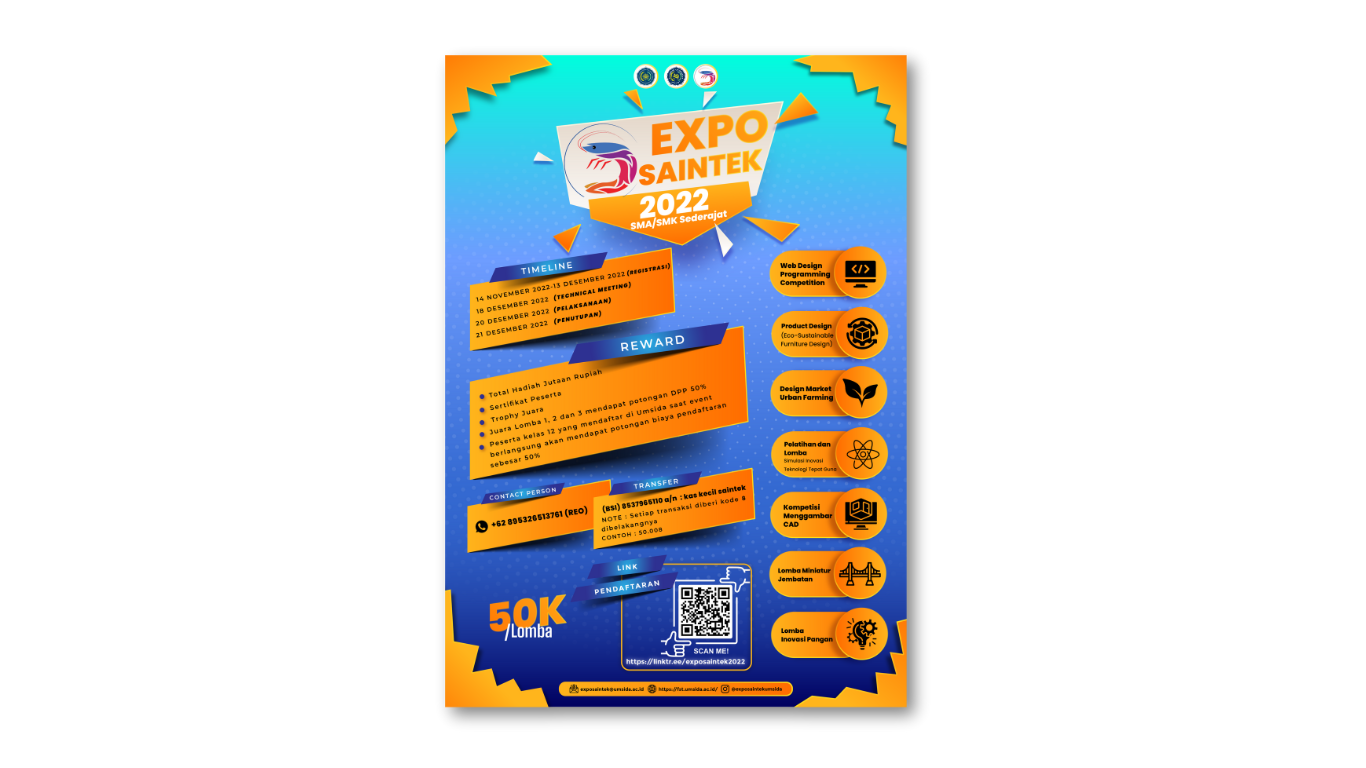 EXPO
SAINTEK
2022
SMA/SMK Sederajat
TIMELINE
14 NOVEMBER 2022-13 DESEMBER 2022 (REGISTRASI)
18 DESEMBER 2022 (TECHNICAL MEETING)
20 DESEMBER 2022 (PELAKSANAAN)
21 DESEMBER 2022 (PENUTUPAN)
REWARD
Total Hadiah Jutaan Rupiah
Sertifikat Peserta
Trophy Juara
Juara Lomba 1, 2 dan 3 mendapat potongan DPP 50%
Peserta kelas 12 yang mendaftar di Umsida saat event
berlangsung akan mendapat potongan biaya pendaftaran
sebesar 50%
CONTACT PERSON
+62 895326513761 (REO)
TRANSFER
(BSI) 8537965110 a/n : kas kecil saintek
NOTE : Setiap transaksi diberi kode 8
dibelakangnya
CONTOH : 50.008
LINK
PENDAFTARAN
50K
/Lomba
SCAN ME!
https://linktr.ee/exposaintek2022
Web Design
Programming
Competition
Product Design
(Eco-Sustainable
Furniture Design)
Design Market
Urban Farming
Pelatihan dan
Lomba
Simulasi Inovasi
Teknologi Tepat Guna
Kompetisi
Menggambar
CAD
Lomba Miniatur
Jembatan
Lomba
Inovasi Pangan
exposaintek@umsida.ac.id https://fst.umsida.ac.id/ @exposaintekumsida